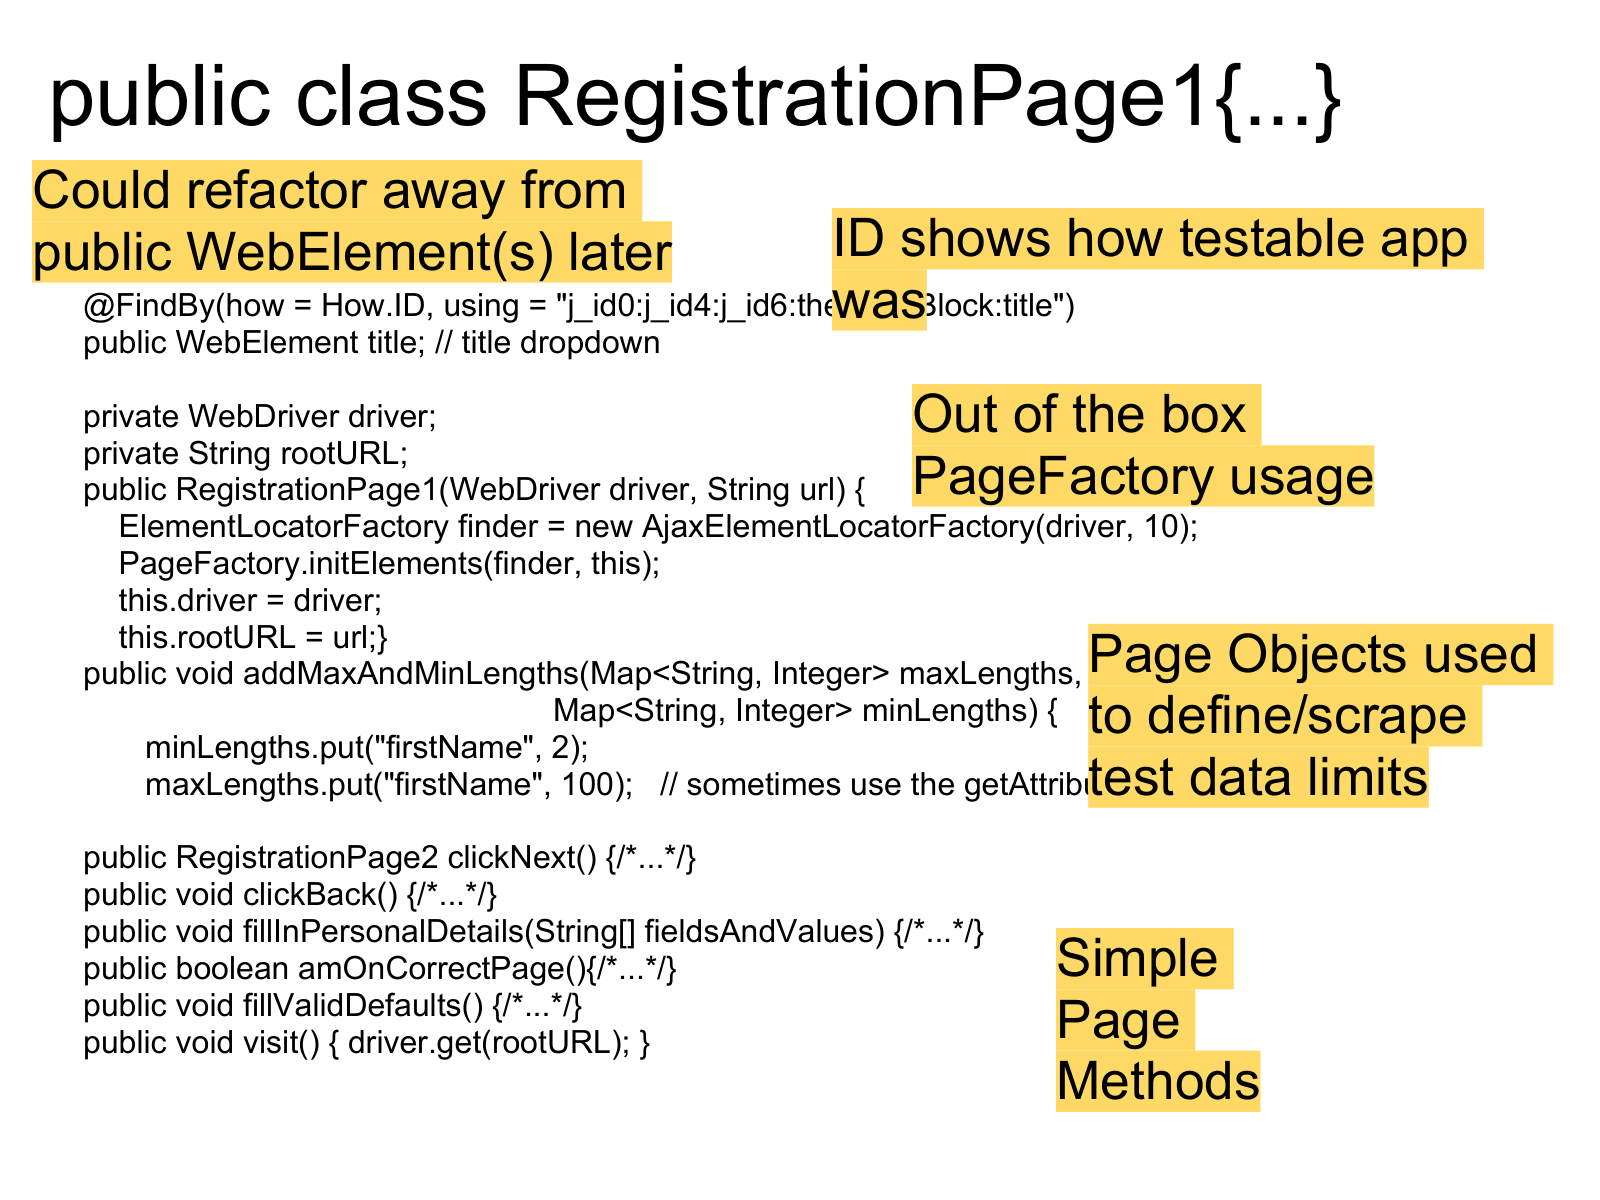 public class RegistrationPage1{...}
Could refactor away from
public WebElement(s) later
ID shows how testable app
was
@FindBy(how = How.ID, using = "j_id0:j_id4:j_id6:the Block:title")
public WebElement title; // title dropdown
private WebDriver driver;
private String rootURL;
Out of the box
PageFactory usage
public RegistrationPage1(WebDriver driver, String url) {
ElementLocatorFactory finder = new AjaxElementLocatorFactory(driver, 10);
PageFactory.initElements(finder, this);
this.driver = driver;
this.rootURL = url;}
Page Objects used
to define/scrape
test data limits
public void addMaxAndMinLengths(Map<String, Integer> maxLengths,
Map<String, Integer> minLengths) {
minLengths.put("firstName", 2);
maxLengths.put("firstName", 100);   // sometimes use the getAttribu
public RegistrationPage2 clickNext() {/*...*/}
public void clickBack() {/*...*/}
public void fillInPersonalDetails(String[] fieldsAndValues) {/*...*/}
public boolean amOnCorrectPage(){/*...*/}
public void fillValidDefaults() {/*...*/}
public void visit() { driver.get(rootURL); }
Simple
Page
Methods